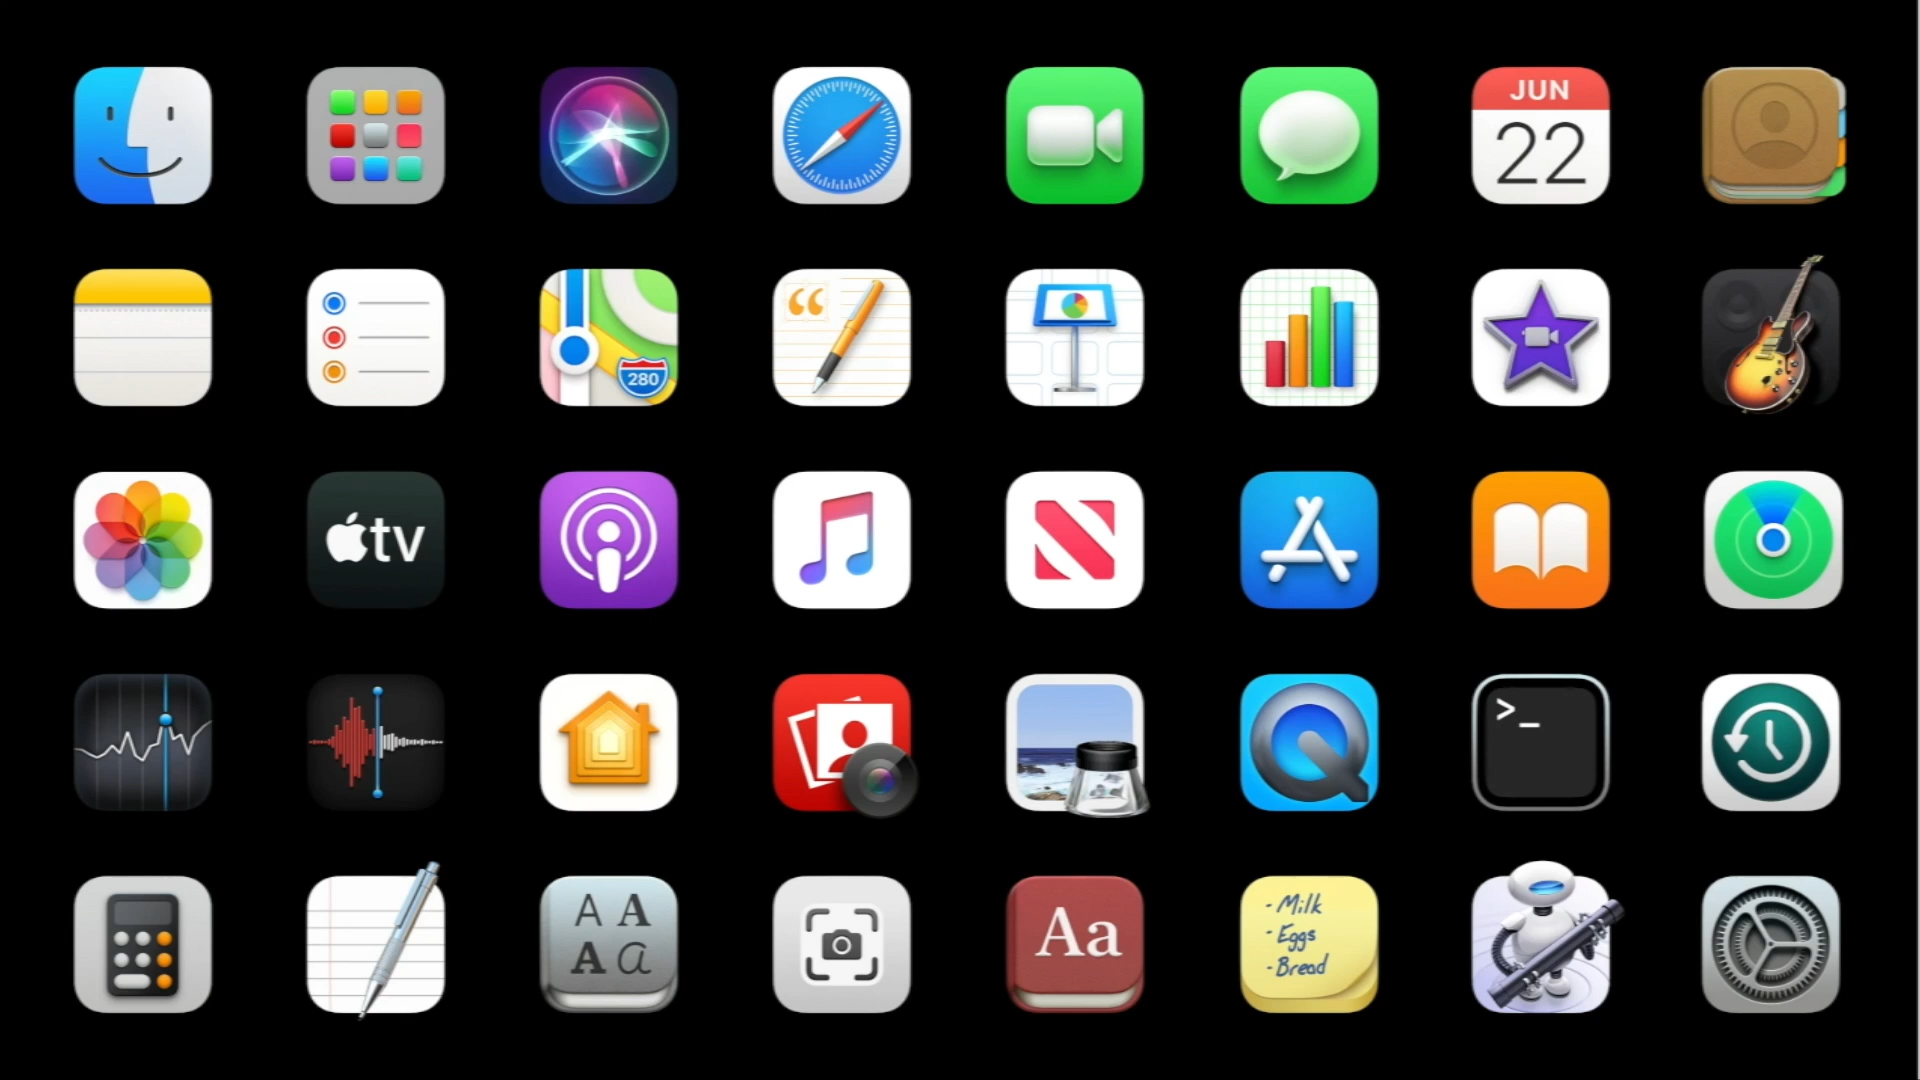 JUN
22
“
280
tv
>_
A A
A a
Aa
- Milk
- Eggs
- Bread